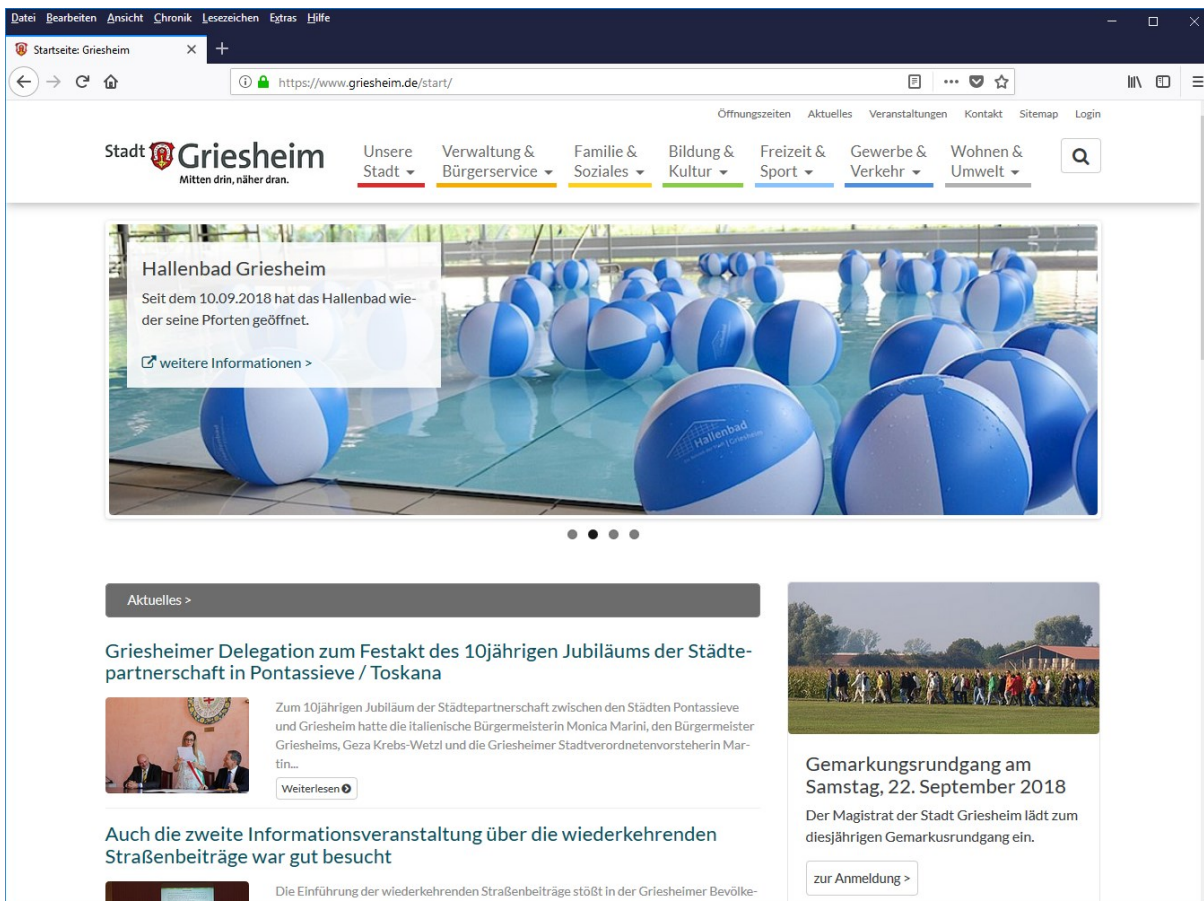 Datei Bearbeiten Ansicht Chronik Lesezeichen Extras Hilfe
Startseite: Griesheim
https://www.griesheim.de/start/
Öffnungszeiten Aktuelles Veranstaltungen Kontakt Sitemap Login
Stadt Griesheim
Mitten drin, näher dran.
Unsere Stadt
Verwaltung & Bürgerservice
Familie & Soziales
Bildung & Kultur
Freizeit & Sport
Gewerbe & Verkehr
Wohnen & Umwelt
Hallenbad Griesheim
Seit dem 10.09.2018 hat das Hallenbad wie-
der seine Pforten geöffnet.
weitere Informationen >
Hallenbad
Aktuelles >
Griesheimer Delegation zum Festakt des 10jährigen Jubiläums der Städte-
partnerschaft in Pontassieve / Toskana
Zum 10jährigen Jubiläum der Städtepartnerschaft zwischen den Städten Pontassieve
und Griesheim hatte die italienische Bürgermeisterin Monica Marini, den Bürgermeister
Griesheims, Geza Krebs-Wetzl und die Griesheimer Stadtverordnetenvorsteherin Mar-
tin...
Weiterlesen
Auch die zweite Informationsveranstaltung über die wiederkehrenden
Straßenbeiträge war gut besucht
Die Einführung der wiederkehrenden Straßenbeiträge stößt in der Griesheimer Bevölke-
Gemarkungsrundgang am
Samstag, 22. September 2018
Der Magistrat der Stadt Griesheim lädt zum
diesjährigen Gemarkusrundgang ein.
zur Anmeldung >